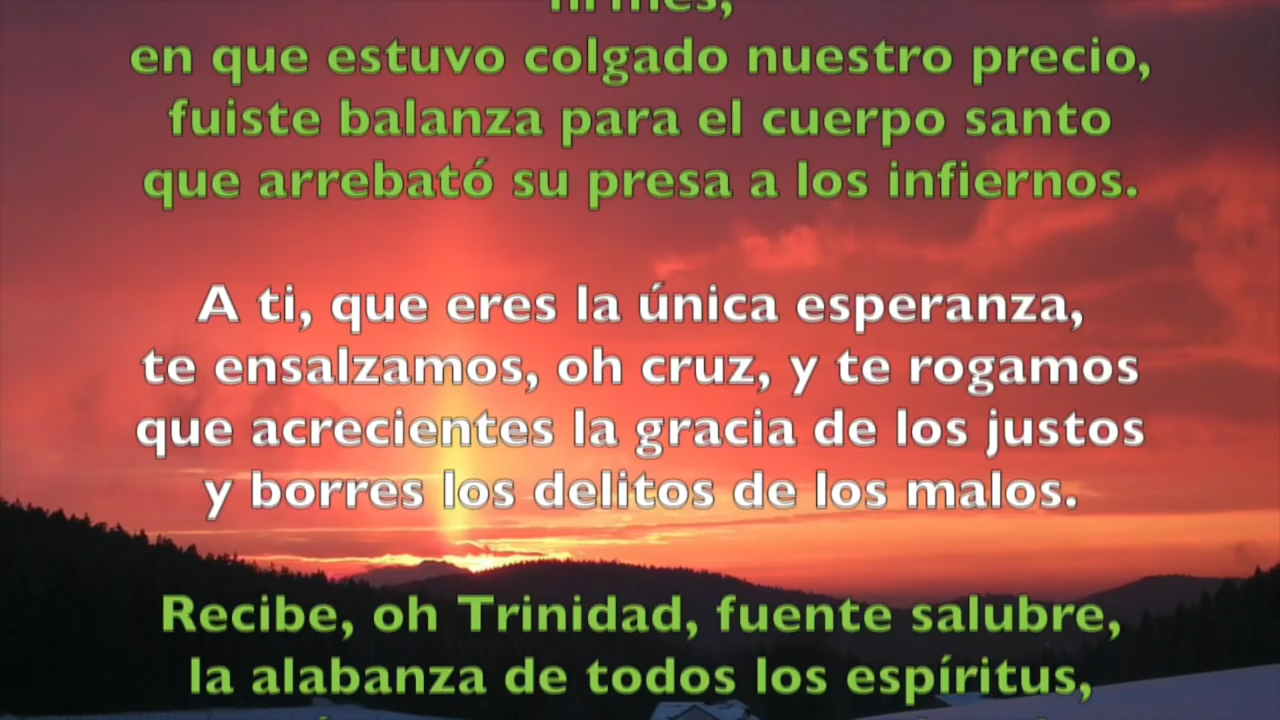 en que estuvo colgado nuestro precio,
fuiste balanza para el cuerpo santo
que arrebató su presa a los infiernos.
A ti, que eres la única esperanza,
te ensalzamos, oh cruz, y te rogamos
que acrecientes la gracia de los justos
y borres los delitos de los malos.
Recibe, oh Trinidad, fuente salubre,
la alabanza de todos los espíritus,